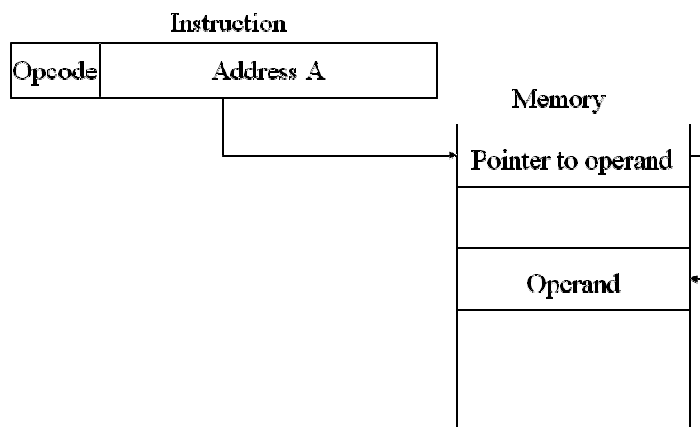 Instruction
Opcode Address A
Memory
Pointer to operand
Operand